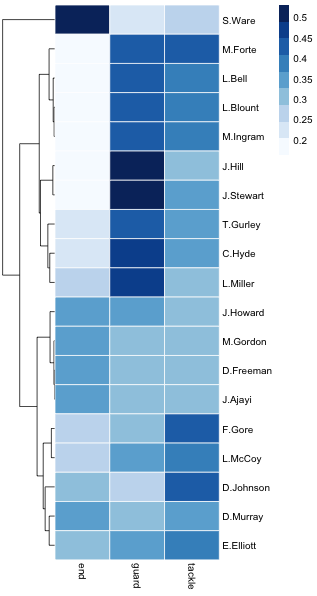 S.Ware
M.Forte
L.Bell
L.Blount
M.Ingram
J.Hill
J.Stewart
T.Gurley
C.Hyde
L.Miller
J.Howard
M.Gordon
D.Freeman
J.Ajayi
F.Gore
L.McCoy
D.Johnson
D.Murray
E.Elliott
0.5
0.45
0.4
0.35
0.3
0.25
0.2
end
guard
tackle